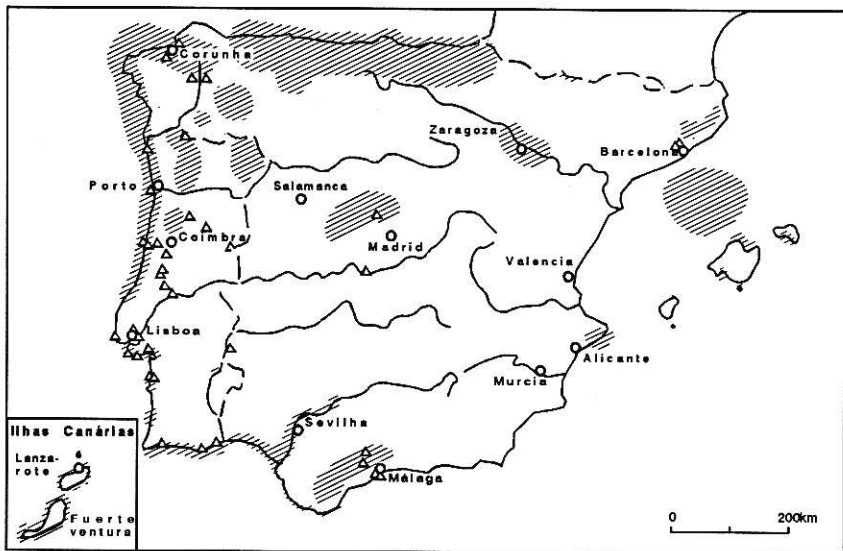 Corunha
Zaragoza
Barcelona
Porto
Salamanca
Coimbra
Madrid
Valencia
Lisboa
Alicante
Murcia
Sevilha
Málaga
Ilhas Canárias
Lanza-
rote
Fuerte
ventura
0 200km